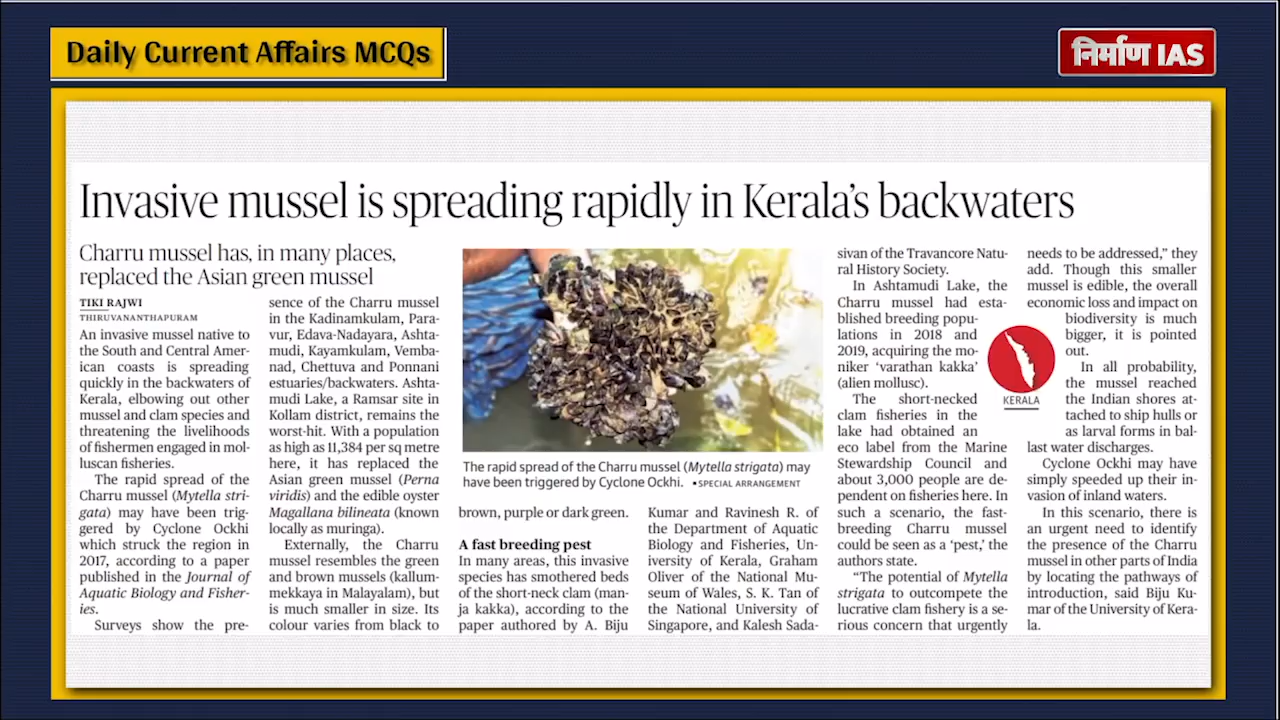 Daily Current Affairs MCQs
निर्माण IAS
Invasive mussel is spreading rapidly in Kerala's backwaters
Charru mussel has, in many places,
replaced the Asian green mussel
TIKI RAJWI
THIRUVANANTHAPURAM
An invasive mussel native to
the South and Central Amer-
ican coasts is spreading
quickly in the backwaters of
Kerala, elbowing out other
mussel and clam species and
threatening the livelihoods
of fishermen engaged in mol-
luscan fisheries.
The rapid spread of the
Charru mussel (Mytella stri-
gata) may have been trig-
gered by Cyclone Ockhi
which struck the region in
2017, according to a paper
published in the Journal of
Aquatic Biology and Fisher-
ies.
Surveys show the pre-
sence of the Charru mussel
in the Kadinamkulam, Para-
vur, Edava-Nadayara, Ashta-
mudi, Kayamkulam, Vemba-
nad, Chettuva and Ponnani
estuaries/backwaters. Ashta-
mudi Lake, a Ramsar site in
Kollam district, remains the
worst-hit. With a population
as high as 11,384 per sq metre
here, it has replaced the
Asian green mussel (Perna
viridis) and the edible oyster
Magallana bilineata (known
locally as muringa).
Externally, the Charru
mussel resembles the green
and brown mussels (kallum-
mekkaya in Malayalam), but
is much smaller in size. Its
colour varies from black to
The rapid spread of the Charru mussel (Mytella strigata) may
have been triggered by Cyclone Ockhi. •SPECIAL ARRANGEMENT
brown, purple or dark green.
A fast breeding pest
In many areas, this invasive
species has smothered beds
of the short-neck clam (man-
ja kakka), according to the
paper authored by A. Biju
Kumar and Ravinesh R. of
the Department of Aquatic
Biology and Fisheries, Un-
iversity of Kerala, Graham
Oliver of the National Mu-
seum of Wales, S. K. Tan of
the National University of
Singapore, and Kalesh Sada-
sivan of the Travancore Natu-
ral History Society.
In Ashtamudi Lake, the
Charru mussel had esta-
blished breeding popu-
lations in 2018 and
2019, acquiring the mo-
niker 'varathan kakka'
(alien mollusc).
The short-necked
clam fisheries in the
lake had obtained an
eco label from the Marine
Stewardship Council and
about 3,000 people are de-
pendent on fisheries here. In
such a scenario, the fast-
breeding Charru mussel
could be seen as a 'pest,' the
authors state.
"The potential of Mytella
strigata to outcompete the
lucrative clam fishery is a se-
rious concern that urgently
KERALA
needs to be addressed," they
add. Though this smaller
mussel is edible, the overall
economic loss and impact on
biodiversity is much
bigger, it is pointed
out.
In all probability,
the mussel reached
the Indian shores at-
tached to ship hulls or
as larval forms in bal-
last water discharges.
Cyclone Ockhi may have
simply speeded up their in-
vasion of inland waters.
In this scenario, there is
an urgent need to identify
the presence of the Charru
mussel in other parts of India
by locating the pathways of
introduction, said Biju Ku-
mar of the University of Kera-
la.